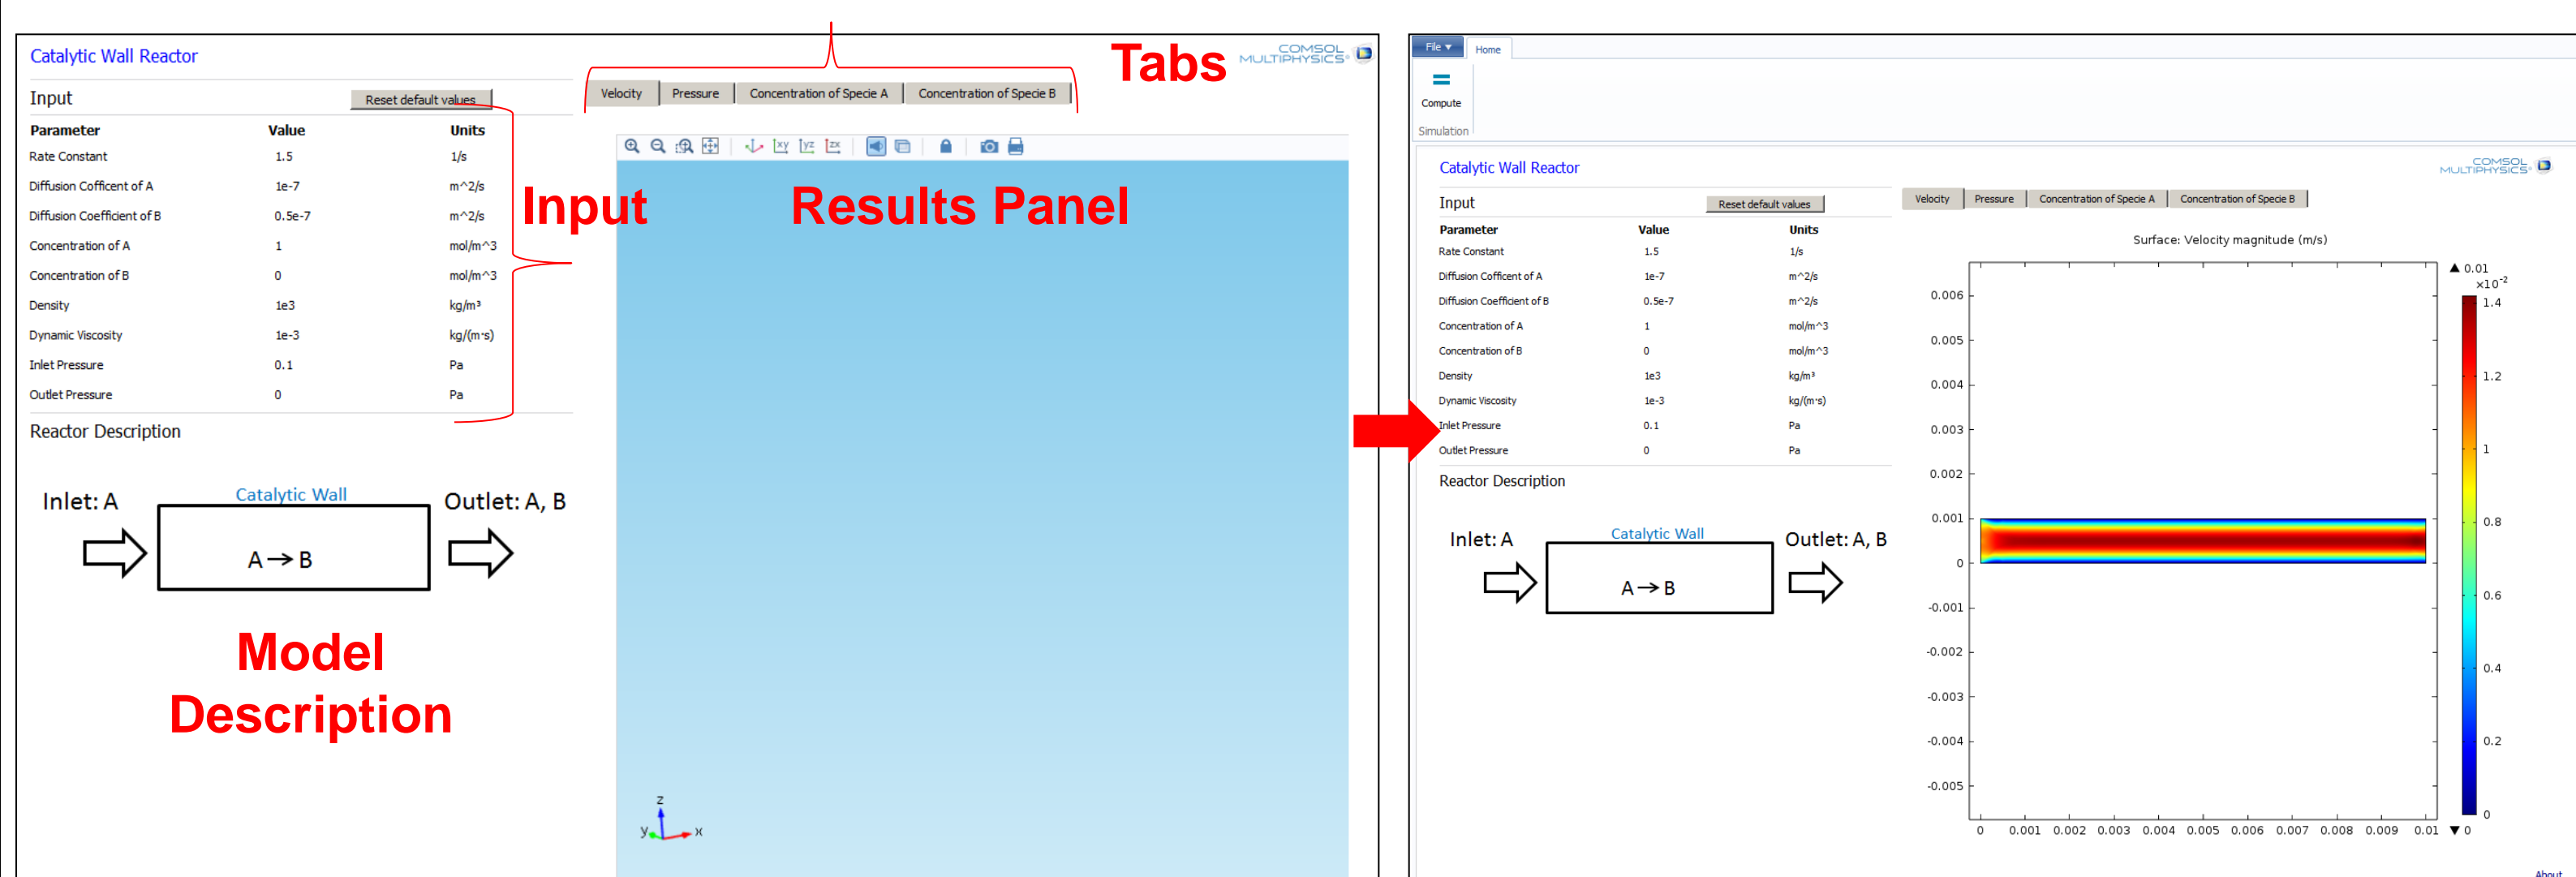 Catalytic Wall Reactor
Tabs
COMSOL
MULTIPHYSICS®
Input
Reset default values
Velocity Pressure Concentration of Specie A Concentration of Specie B
Parameter Value Units
Rate Constant 1.5 1/s
Diffusion Cofficent of A 1e-7 m^2/s
Diffusion Coefficient of B 0.5e-7 m^2/s
Concentration of A 1 mol/m^3
Concentration of B 0 mol/m^3
Density 1e3 kg/m³
Dynamic Viscosity 1e-3 kg/(m·s)
Inlet Pressure 0.1 Pa
Outlet Pressure 0 Pa
Input
xy yz zx
Results Panel
Reactor Description
Inlet: A
Catalytic Wall
Outlet: A, B
A→B
Model
Description
z
y x
File Home
Compute
Simulation
Catalytic Wall Reactor
COMSOL
MULTIPHYSICS®
Input
Reset default values
Velocity Pressure Concentration of Specie A Concentration of Specie B
Parameter Value Units
Rate Constant 1.5 1/s
Diffusion Cofficent of A 1e-7 m^2/s
Diffusion Coefficient of B 0.5e-7 m^2/s
Concentration of A 1 mol/m^3
Concentration of B 0 mol/m^3
Density 1e3 kg/m³
Dynamic Viscosity 1e-3 kg/(m·s)
Inlet Pressure 0.1 Pa
Outlet Pressure 0 Pa
Reactor Description
Inlet: A
Catalytic Wall
Outlet: A, B
A→B
Surface: Velocity magnitude (m/s)
0.006
0.005
0.004
0.003
0.002
0.001
0
-0.001
-0.002
-0.003
-0.004
-0.005
0 0.001 0.002 0.003 0.004 0.005 0.006 0.007 0.008 0.009 0.01
▲ 0.01
×10⁻²
1.4
1.2
1
0.8
0.6
0.4
0.2
0
▼ 0
About